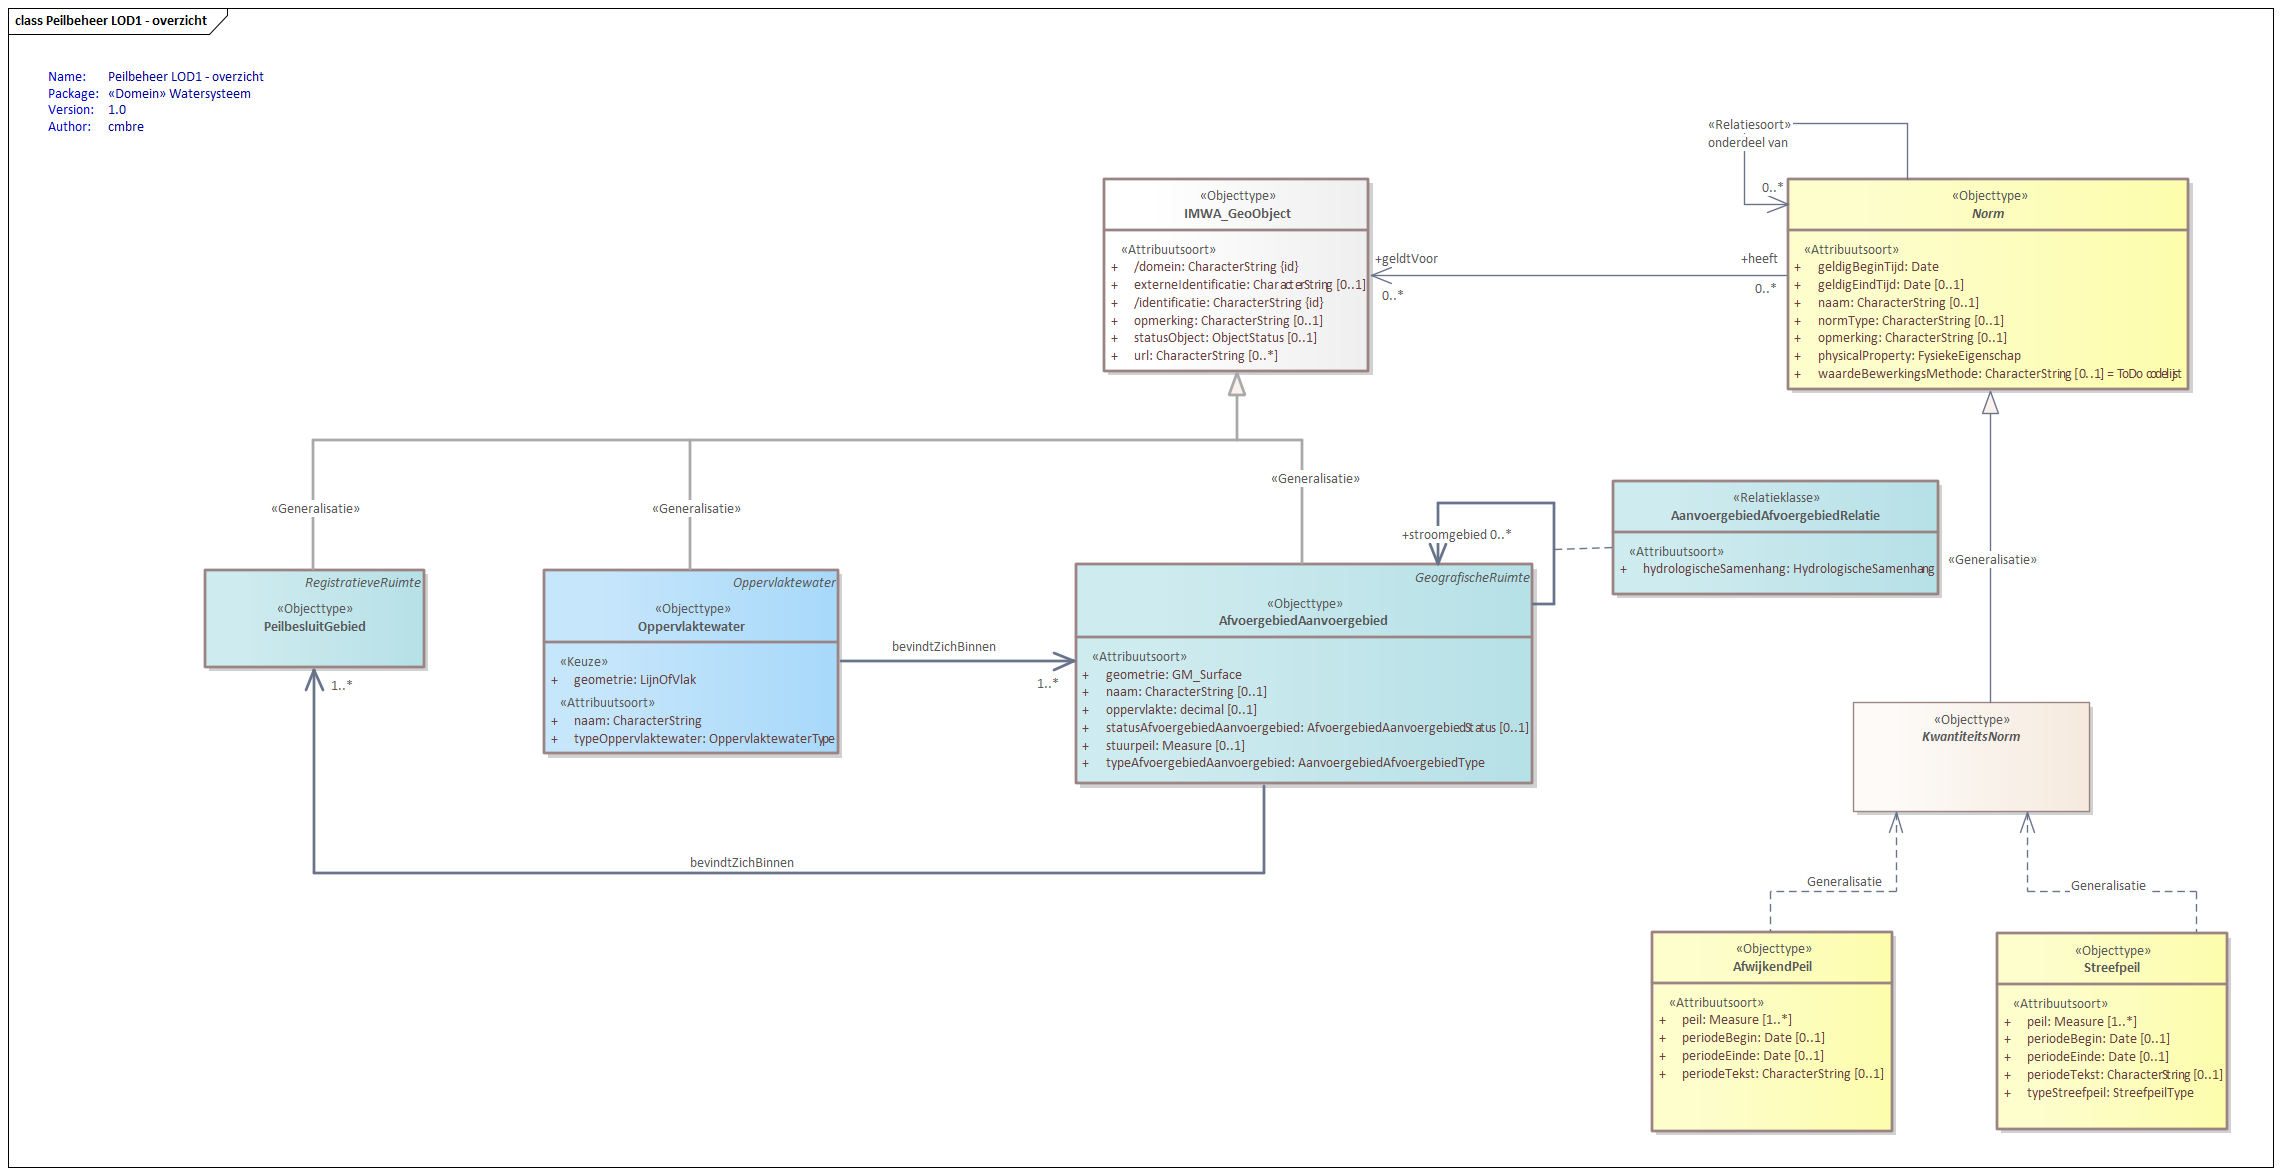 class Peilbeheer LOD1 - overzicht
Name: Peilbeheer LOD1 - overzicht
Package: «Domein» Watersysteem
Version: 1.0
Author: cmbre
«Relatiesoort»
onderdeel van
0..*
«Objecttype»
IMWA_GeoObject
«Attribuutsoort»
+ /domein: CharacterString {id}
+ externeIdentificatie: CharacterString [0..1]
+ /identificatie: CharacterString {id}
+ opmerking: CharacterString [0..1]
+ statusObject: ObjectStatus [0..1]
+ url: CharacterString [0..*]
+geldtVoor
0..*
+heeft
0..*
«Objecttype»
Norm
«Attribuutsoort»
+ geldigBeginTijd: Date
+ geldigEindTijd: Date [0..1]
+ naam: CharacterString [0..1]
+ normType: CharacterString [0..1]
+ opmerking: CharacterString [0..1]
+ physicalProperty: FysiekeEigenschap
+ waardeBewerkingsMethode: CharacterString [0..1] = ToDo codelijst
«Generalisatie»
«Generalisatie»
«Generalisatie»
«Generalisatie»
RegistratieveRuimte
«Objecttype»
PeilbesluitGebied
1..*
Oppervlaktewater
«Objecttype»
Oppervlaktewater
«Keuze»
+ geometrie: LijnOfVlak
«Attribuutsoort»
+ naam: CharacterString
+ typeOppervlaktewater: OppervlaktewaterType
bevindtZichBinnen
1..*
+stroomgebied 0..*
GeografischeRuimte
«Objecttype»
AfvoergebiedAanvoergebied
«Attribuutsoort»
+ geometrie: GM_Surface
+ naam: CharacterString [0..1]
+ oppervlakte: decimal [0..1]
+ statusAfvoergebiedAanvoergebied: AfvoergebiedAanvoergebiedStatus [0..1]
+ stuurpeil: Measure [0..1]
+ typeAfvoergebiedAanvoergebied: AanvoergebiedAfvoergebiedType
«Relatieklasse»
AanvoergebiedAfvoergebiedRelatie
«Attribuutsoort»
+ hydrologischeSamenhang: HydrologischeSamenhang
«Objecttype»
KwantiteitsNorm
bevindtZichBinnen
Generalisatie
Generalisatie
«Objecttype»
AfwijkendPeil
«Attribuutsoort»
+ peil: Measure [1..*]
+ periodeBegin: Date [0..1]
+ periodeEinde: Date [0..1]
+ periodeTekst: CharacterString [0..1]
«Objecttype»
Streefpeil
«Attribuutsoort»
+ peil: Measure [1..*]
+ periodeBegin: Date [0..1]
+ periodeEinde: Date [0..1]
+ periodeTekst: CharacterString [0..1]
+ typeStreefpeil: StreefpeilType